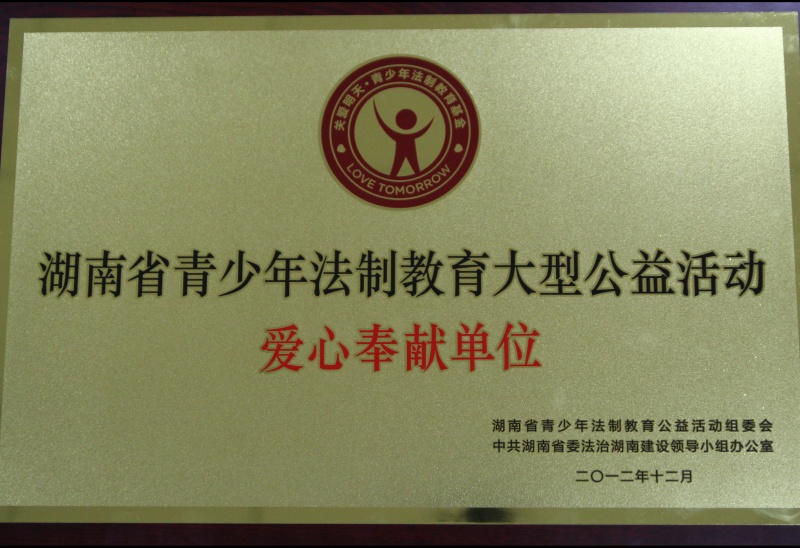 关爱明天·青少年法制教育基金
LOVE TOMORROW
湖南省青少年法制教育大型公益活动
爱心奉献单位
湖南省青少年法制教育公益活动组委会
中共湖南省委法治湖南建设领导小组办公室
二〇一二年十二月